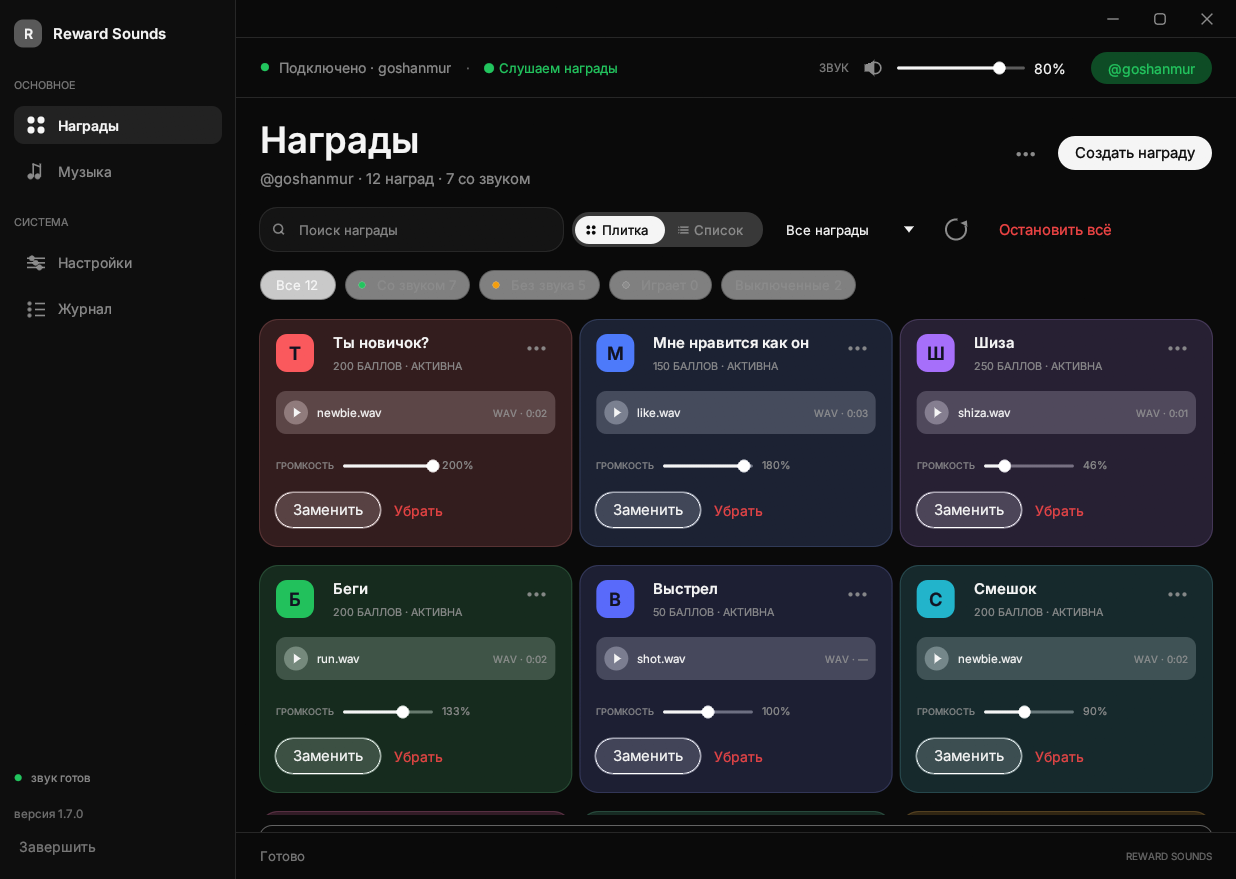 R Reward Sounds
ОСНОВНОЕ
Награды
Музыка
СИСТЕМА
Настройки
Журнал
звук готов
версия 1.7.0
Завершить
Подключено · goshanmur · Слушаем награды
ЗВУК 80% @goshanmur
Награды
@goshanmur · 12 наград · 7 со звуком
Создать награду
Поиск награды Плитка Список Все награды Остановить всё
Все 12 Со звуком 7 Без звука 5 Играет 0 Выключенные 2
Т Ты новичок?
200 БАЛЛОВ · АКТИВНА
newbie.wav WAV · 0:02
ГРОМКОСТЬ 200%
Заменить Убрать
М Мне нравится как он
150 БАЛЛОВ · АКТИВНА
like.wav WAV · 0:03
ГРОМКОСТЬ 180%
Заменить Убрать
Ш Шиза
250 БАЛЛОВ · АКТИВНА
shiza.wav WAV · 0:01
ГРОМКОСТЬ 46%
Заменить Убрать
Б Беги
200 БАЛЛОВ · АКТИВНА
run.wav WAV · 0:02
ГРОМКОСТЬ 133%
Заменить Убрать
В Выстрел
50 БАЛЛОВ · АКТИВНА
shot.wav WAV · —
ГРОМКОСТЬ 100%
Заменить Убрать
С Смешок
200 БАЛЛОВ · АКТИВНА
newbie.wav WAV · 0:02
ГРОМКОСТЬ 90%
Заменить Убрать
Готово
REWARD SOUNDS